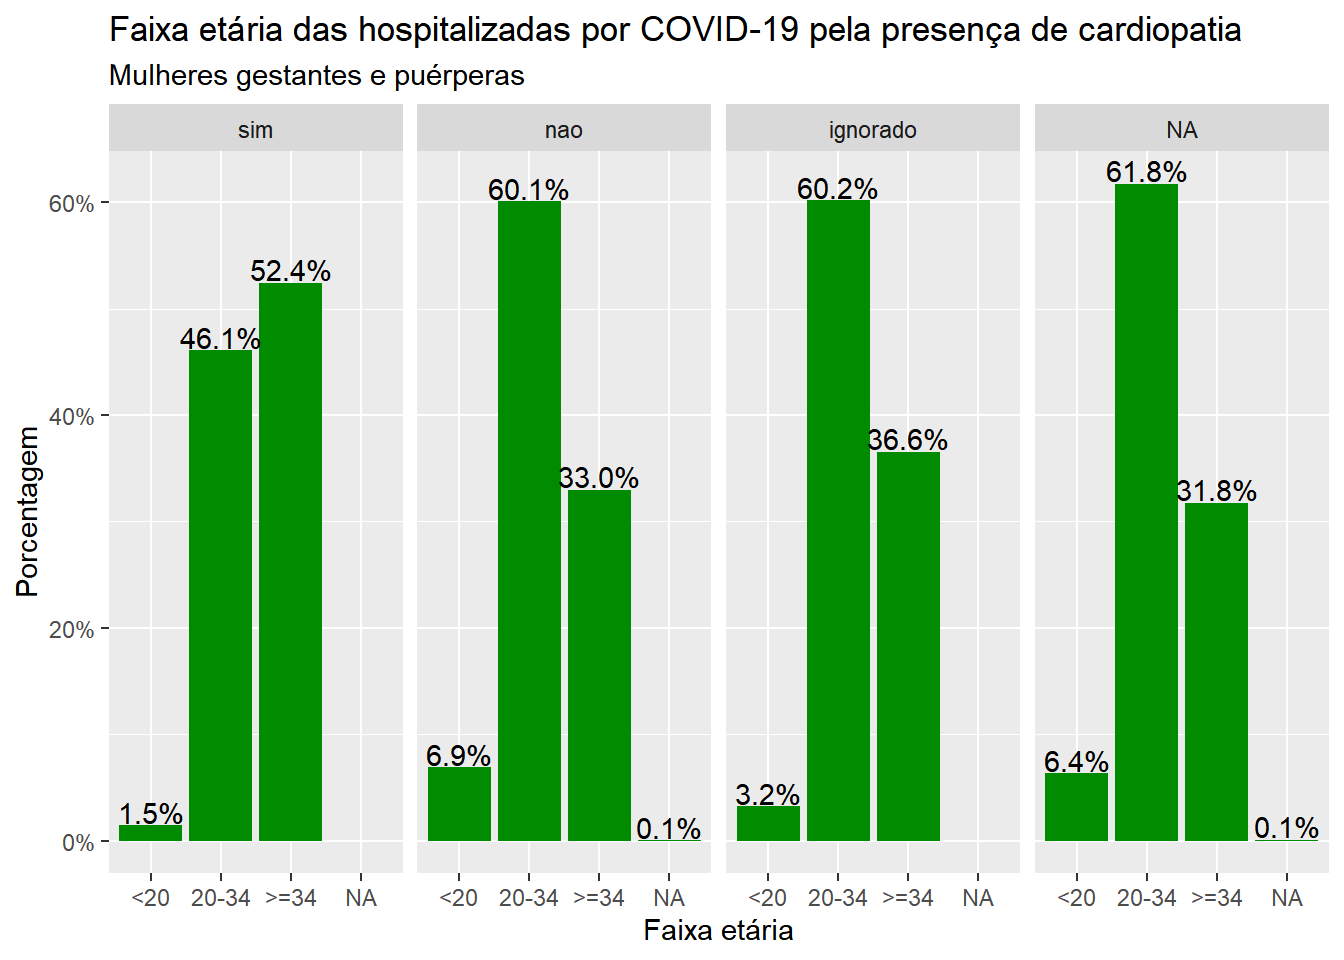 Faixa etária das hospitalizadas por COVID-19 pela presença de cardiopatia
Mulheres gestantes e puérperas
sim
nao
ignorado
NA
Porcentagem
60%
40%
20%
0%
1.5%
46.1%
52.4%
6.9%
60.1%
33.0%
0.1%
3.2%
60.2%
36.6%
6.4%
61.8%
31.8%
0.1%
<20 20-34 >=34 NA
<20 20-34 >=34 NA
<20 20-34 >=34 NA
<20 20-34 >=34 NA
Faixa etária